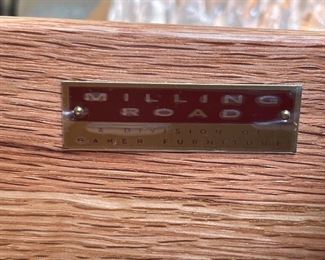 MILLING
ROAD
A DIVISION OF
BAKER FURNITURE